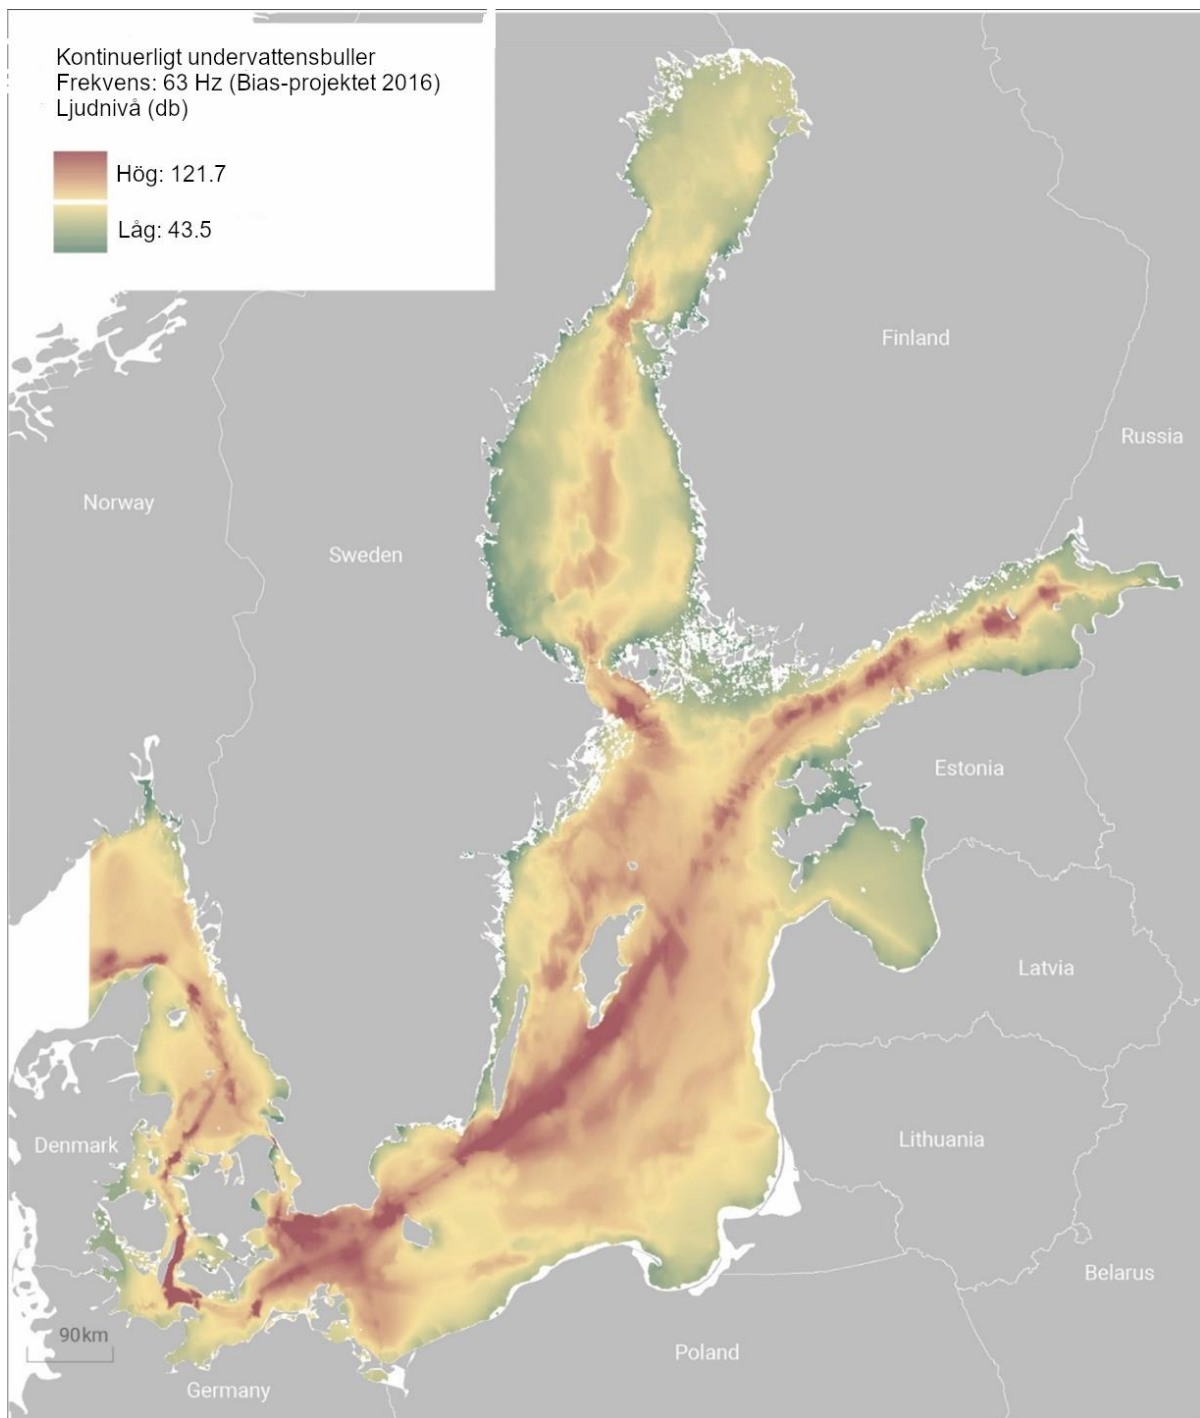 Kontinuerligt undervattensbuller
Frekvens: 63 Hz (Bias-projektet 2016)
Ljudnivå (db)
Hög: 121.7
Låg: 43.5
Finland
Russia
Norway
Sweden
Estonia
Latvia
Denmark
Lithuania
Belarus
90km
Poland
Germany